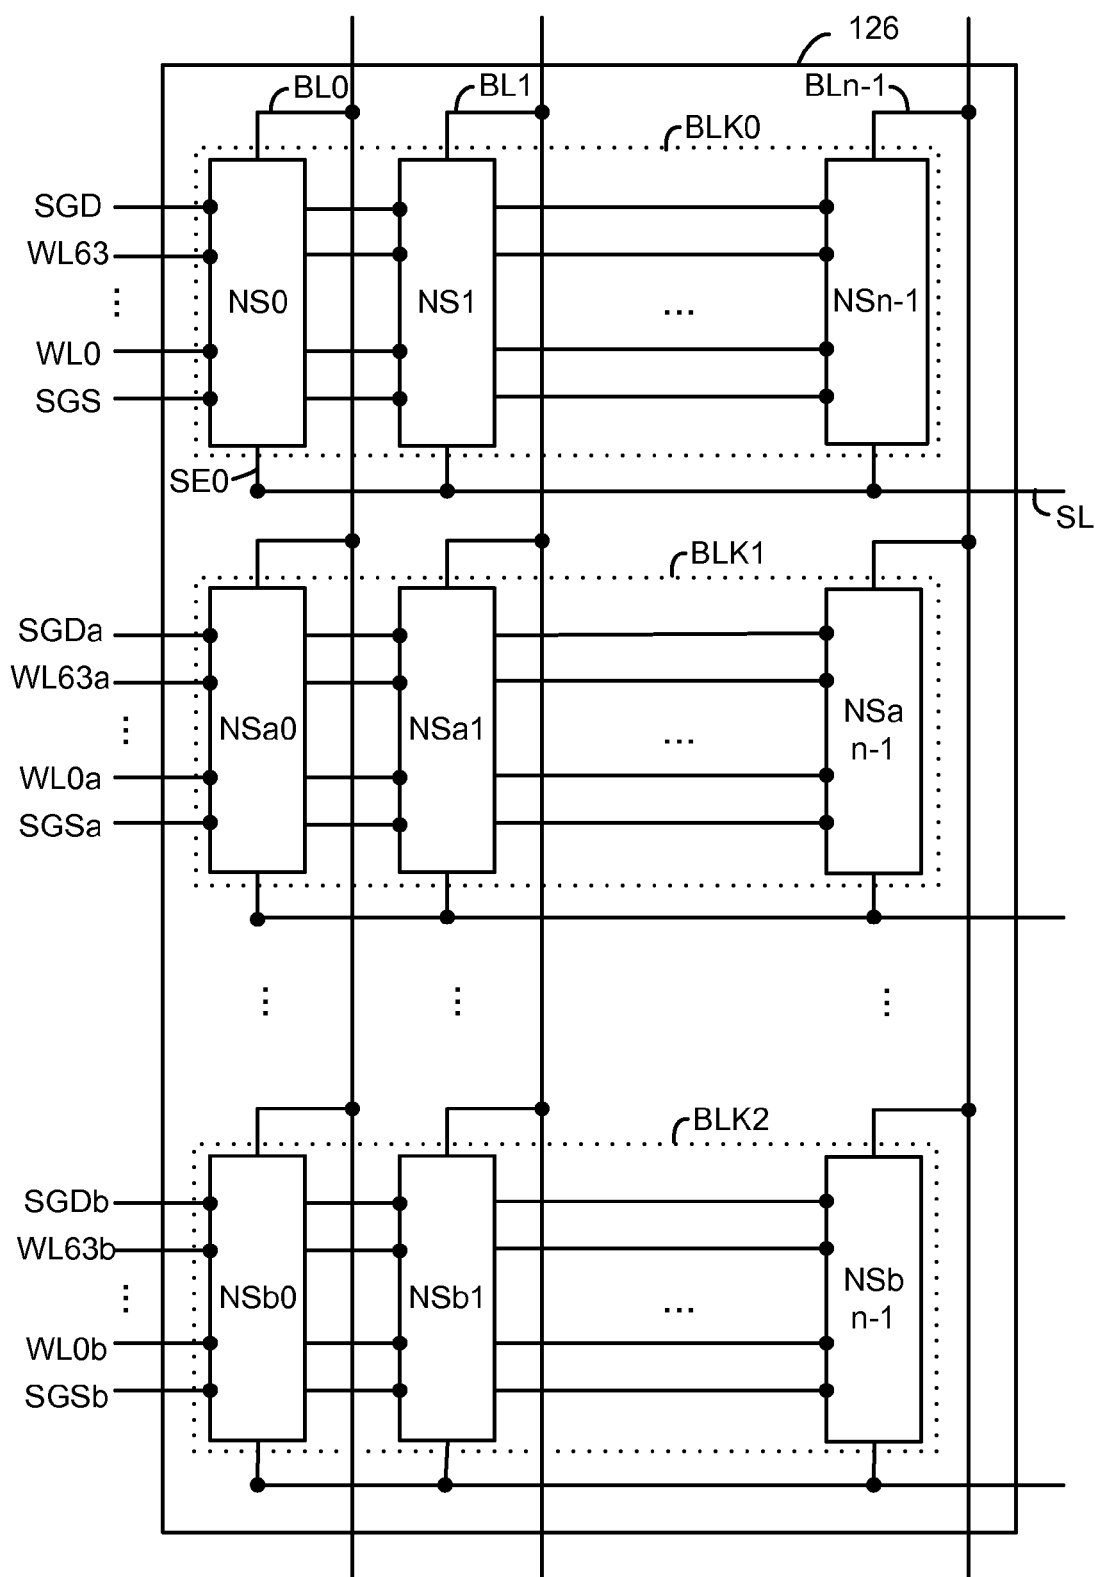 126
BL0
BL1
BLn-1
BLK0
SGD
WL63
⋮
WL0
SGS
NS0
NS1
...
NSn-1
SE0
SL
BLK1
SGDa
WL63a
⋮
WL0a
SGSa
NSa0
NSa1
...
NSa
n-1
⋮
⋮
⋮
BLK2
SGDb
WL63b
⋮
WL0b
SGSb
NSb0
NSb1
...
NSb
n-1